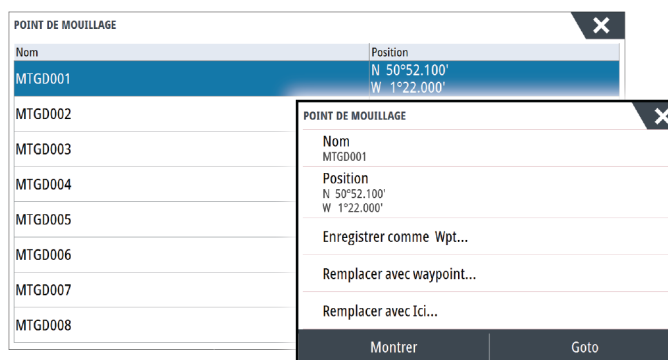 POINT DE MOUILLAGE
Nom Position
MTGD001 N 50°52.100'
W 1°22.000'
MTGD002
MTGD003
MTGD004
MTGD005
MTGD006
MTGD007
MTGD008
POINT DE MOUILLAGE
Nom
MTGD001
Position
N 50°52.100'
W 1°22.000'
Enregistrer comme Wpt...
Remplacer avec waypoint...
Remplacer avec Ici...
Montrer Goto